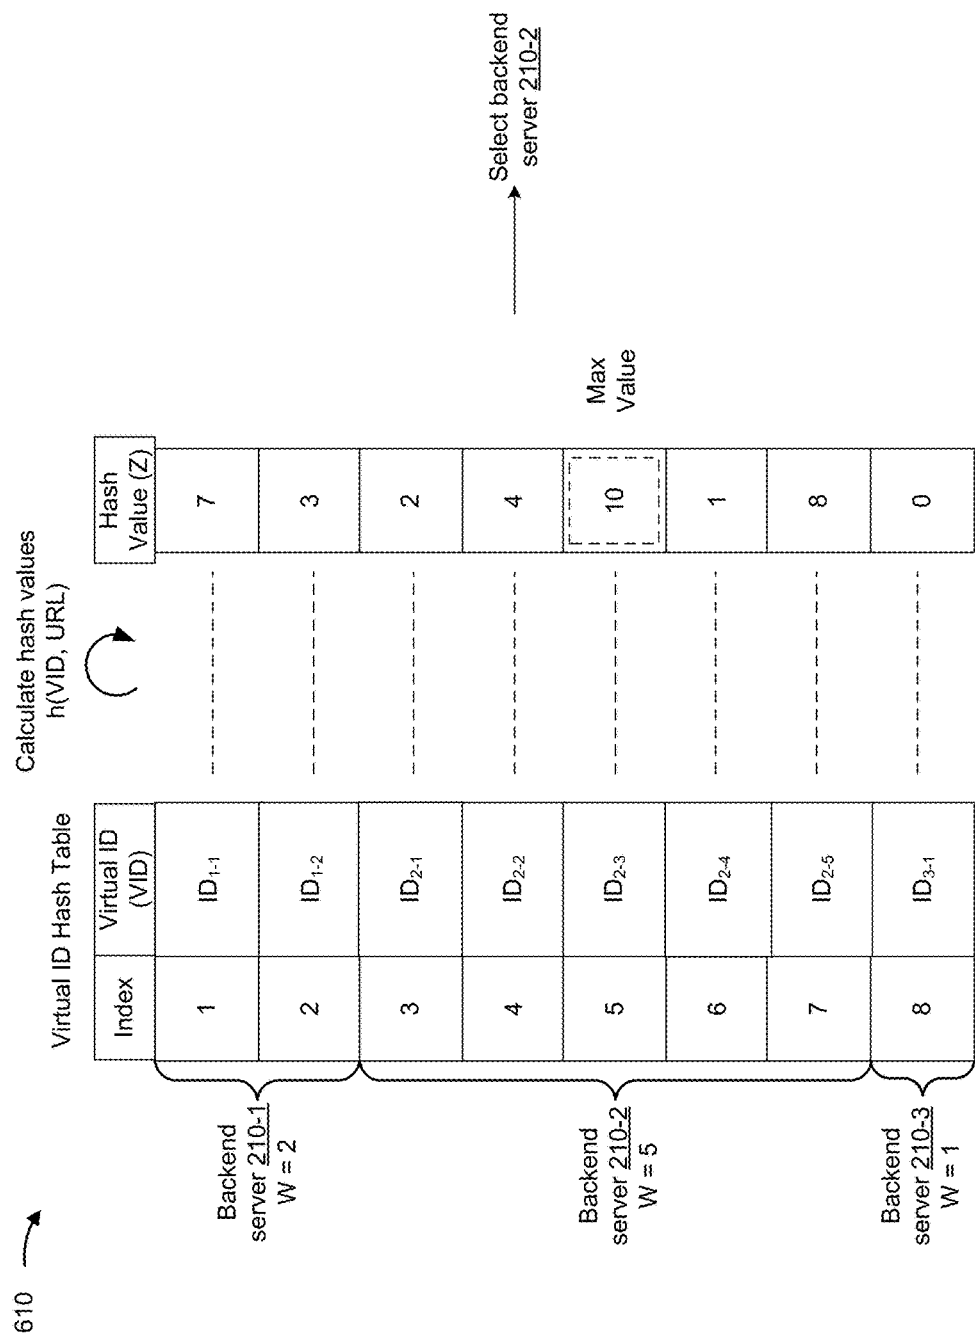 610
Virtual ID Hash Table
Calculate hash values
h(VID, URL)
Index
Virtual ID
(VID)
Hash
Value (Z)
Backend
server 210-1
W = 2
1
ID1-1
7
2
ID1-2
3
Backend
server 210-2
W = 5
3
ID2-1
2
4
ID2-2
4
5
ID2-3
10
Max
Value
Select backend
server 210-2
6
ID2-4
1
7
ID2-5
8
Backend
server 210-3
W = 1
8
ID3-1
0